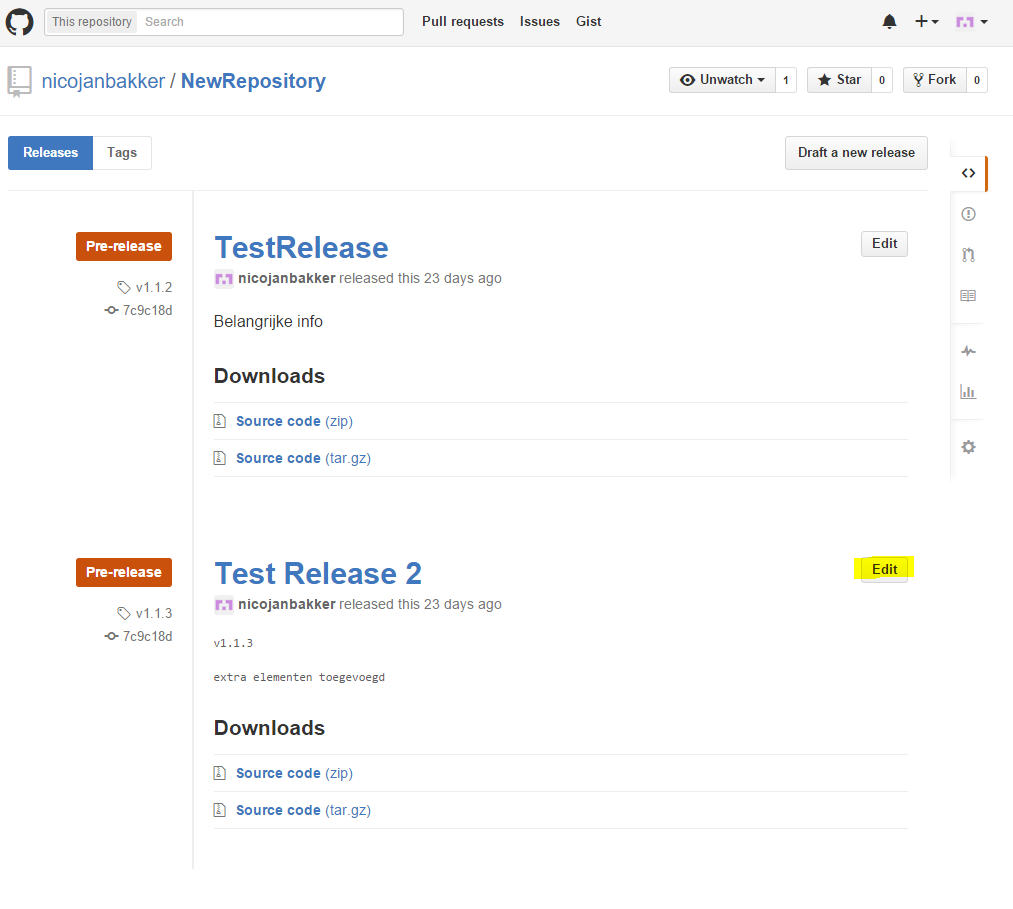 This repository Search Pull requests Issues Gist
nicojanbakker / NewRepository Unwatch 1 Star 0 Fork 0
Releases Tags Draft a new release
Pre-release TestRelease Edit
nicojanbakker released this 23 days ago
v1.1.2
7c9c18d
Belangrijke info
Downloads
Source code (zip)
Source code (tar.gz)
Pre-release Test Release 2 Edit
nicojanbakker released this 23 days ago
v1.1.3
7c9c18d
v1.1.3
extra elementen toegevoegd
Downloads
Source code (zip)
Source code (tar.gz)